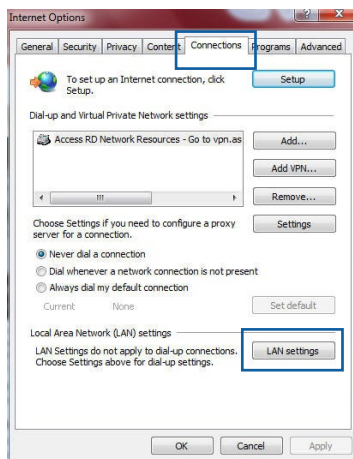 Internet Options
General Security Privacy Content Connections Programs Advanced
To set up an Internet connection, click
Setup.
Setup
Dial-up and Virtual Private Network settings
Access RD Network Resources - Go to vpn.as
Add...
Add VPN...
Remove...
Choose Settings if you need to configure a proxy
server for a connection.
Settings
Never dial a connection
Dial whenever a network connection is not present
Always dial my default connection
Current None
Set default
Local Area Network (LAN) settings
LAN Settings do not apply to dial-up connections.
Choose Settings above for dial-up settings.
LAN settings
OK Cancel Apply